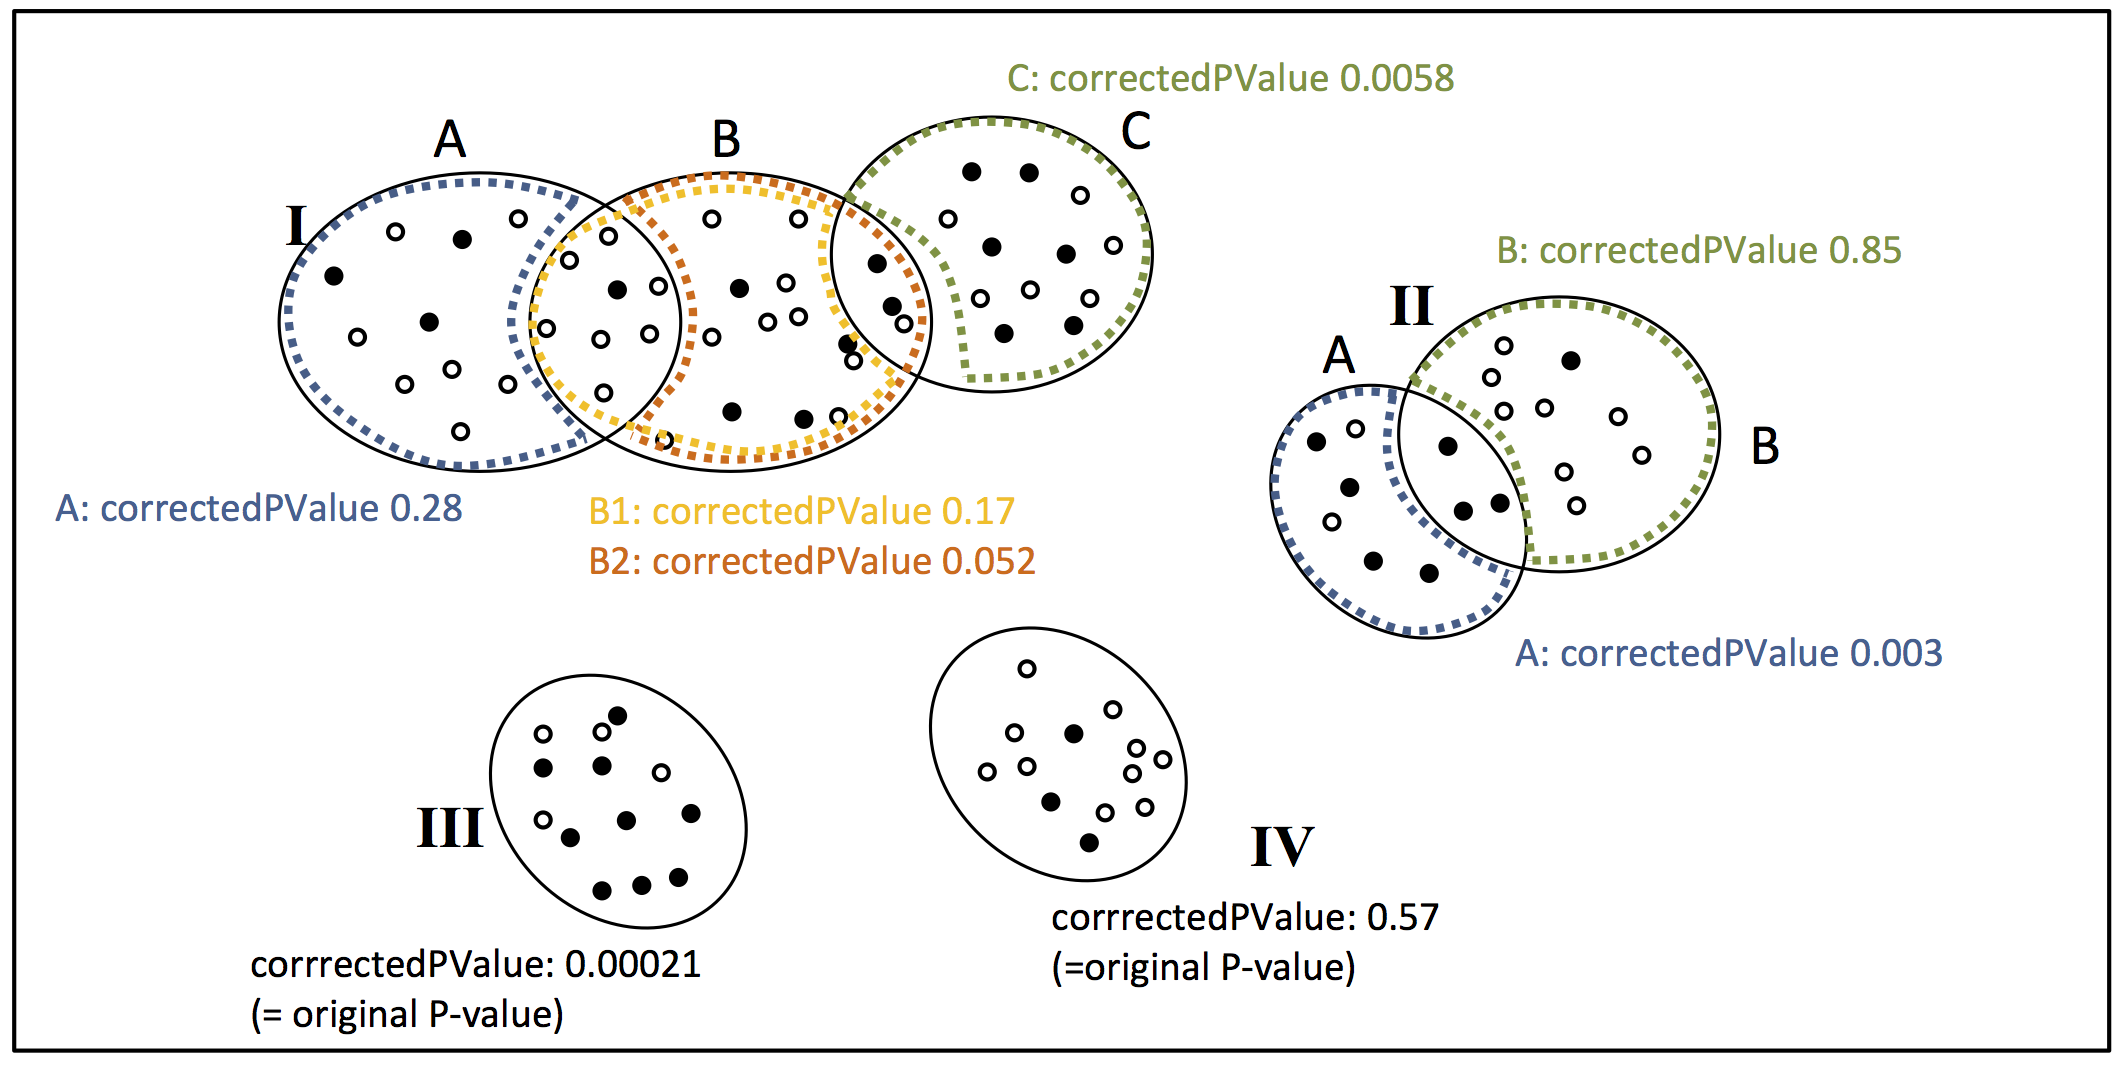 C: correctedPValue 0.0058
A
B
C
I
B: correctedPValue 0.85
II
A
B
A: correctedPValue 0.28
B1: correctedPValue 0.17
B2: correctedPValue 0.052
A: correctedPValue 0.003
III
IV
corrrectedPValue: 0.57
(=original P-value)
corrrectedPValue: 0.00021
(= original P-value)